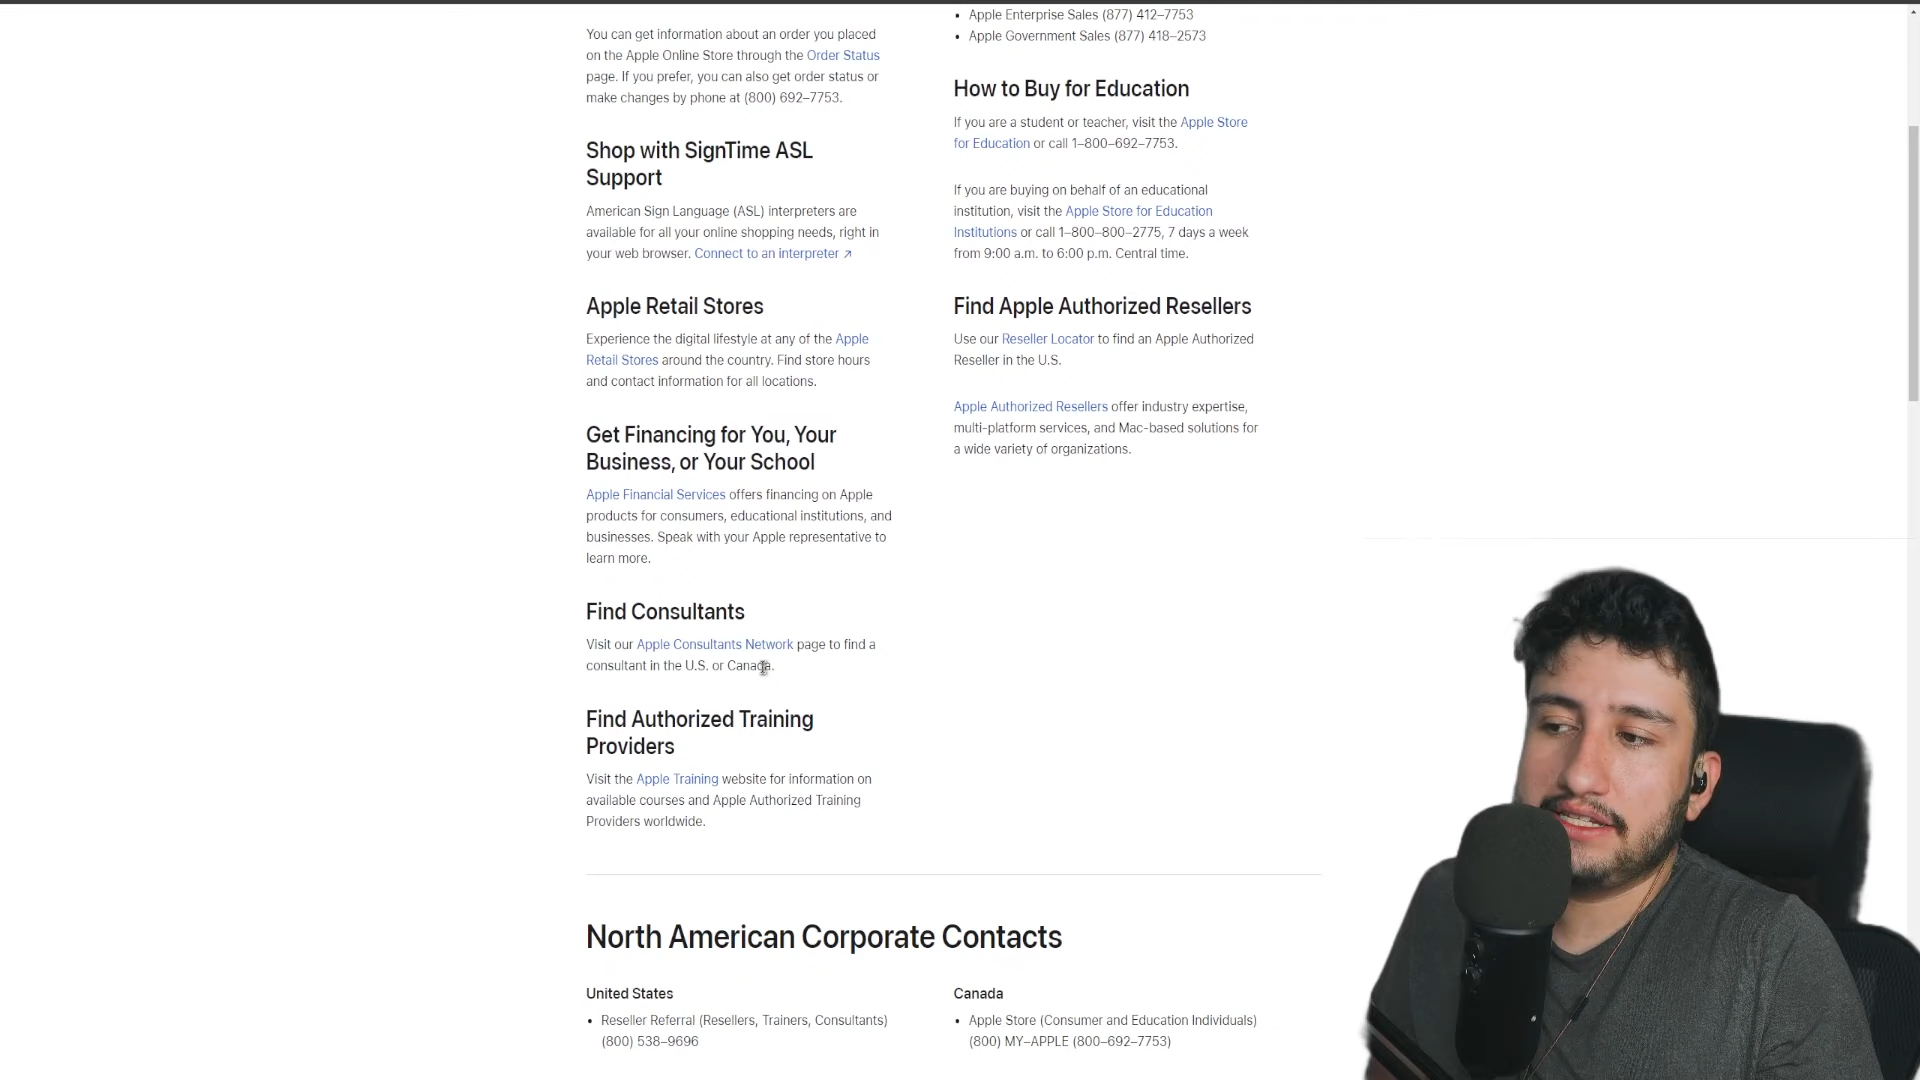 You can get information about an order you placed
on the Apple Online Store through the Order Status
page. If you prefer, you can also get order status or
make changes by phone at (800) 692–7753.
Shop with SignTime ASL
Support
American Sign Language (ASL) interpreters are
available for all your online shopping needs, right in
your web browser. Connect to an interpreter ↗
Apple Retail Stores
Experience the digital lifestyle at any of the Apple
Retail Stores around the country. Find store hours
and contact information for all locations.
Get Financing for You, Your
Business, or Your School
Apple Financial Services offers financing on Apple
products for consumers, educational institutions, and
businesses. Speak with your Apple representative to
learn more.
Find Consultants
Visit our Apple Consultants Network page to find a
consultant in the U.S. or Canada.
Find Authorized Training
Providers
Visit the Apple Training website for information on
available courses and Apple Authorized Training
Providers worldwide.
• Apple Enterprise Sales (877) 412–7753
• Apple Government Sales (877) 418–2573
How to Buy for Education
If you are a student or teacher, visit the Apple Store
for Education or call 1–800–692–7753.
If you are buying on behalf of an educational
institution, visit the Apple Store for Education
Institutions or call 1–800–800–2775, 7 days a week
from 9:00 a.m. to 6:00 p.m. Central time.
Find Apple Authorized Resellers
Use our Reseller Locator to find an Apple Authorized
Reseller in the U.S.
Apple Authorized Resellers offer industry expertise,
multi-platform services, and Mac-based solutions for
a wide variety of organizations.
North American Corporate Contacts
United States
• Reseller Referral (Resellers, Trainers, Consultants)
(800) 538–9696
Canada
• Apple Store (Consumer and Education Individuals)
(800) MY–APPLE (800–692–7753)